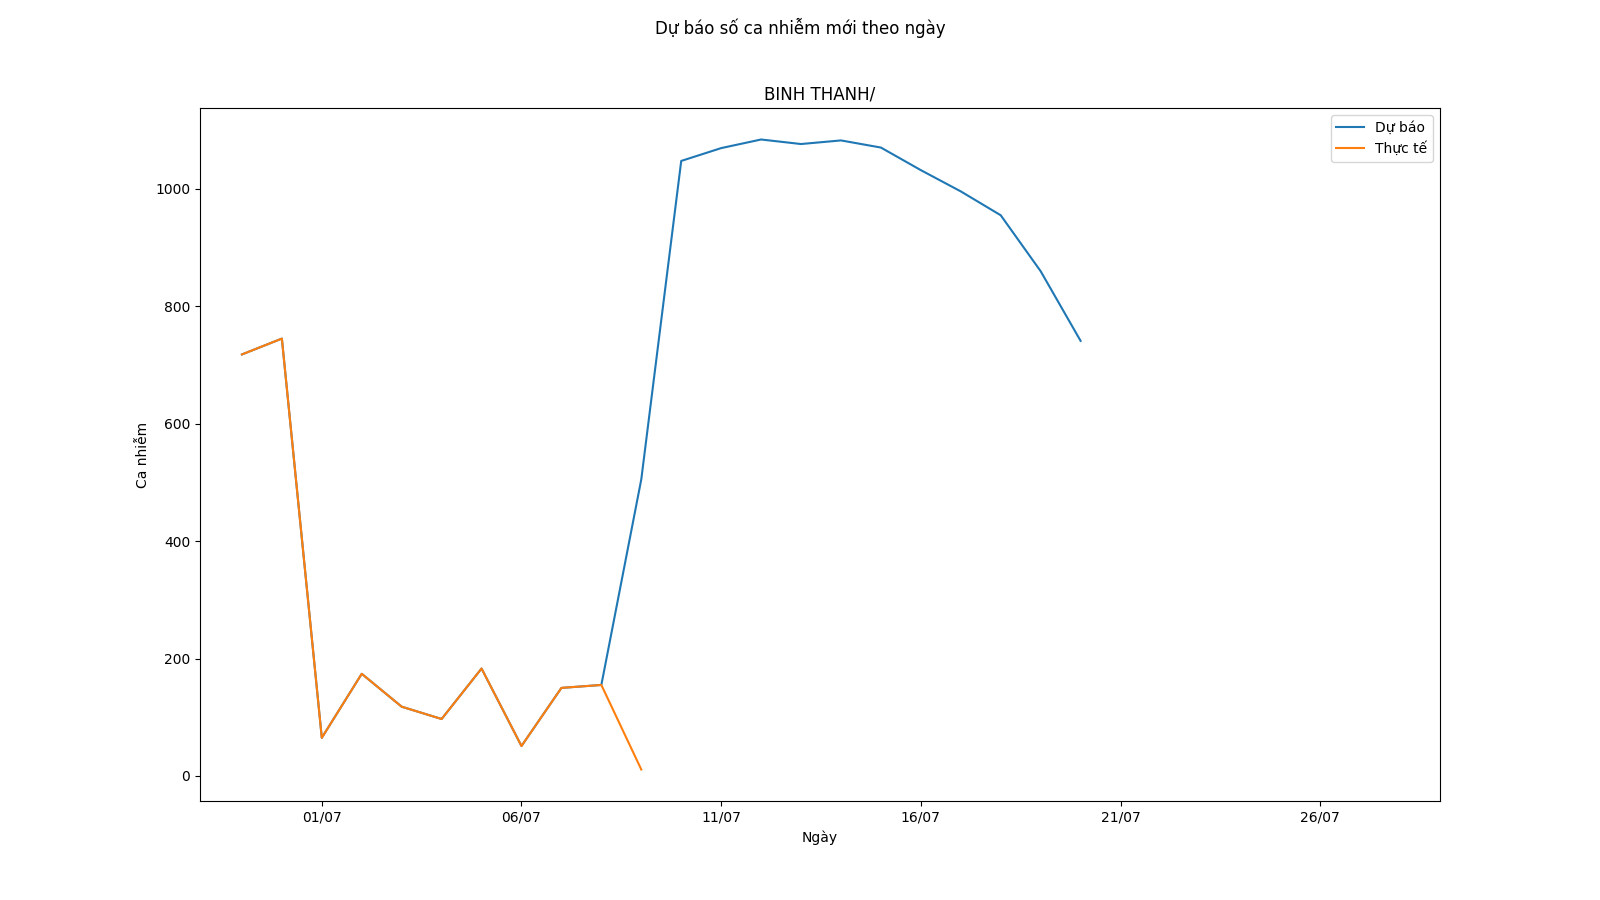 Dự báo số ca nhiễm mới theo ngày
BINH THANH/
Dự báo
Thực tế
1000
800
600
400
200
0
Ca nhiễm
01/07
06/07
11/07
16/07
21/07
26/07
Ngày